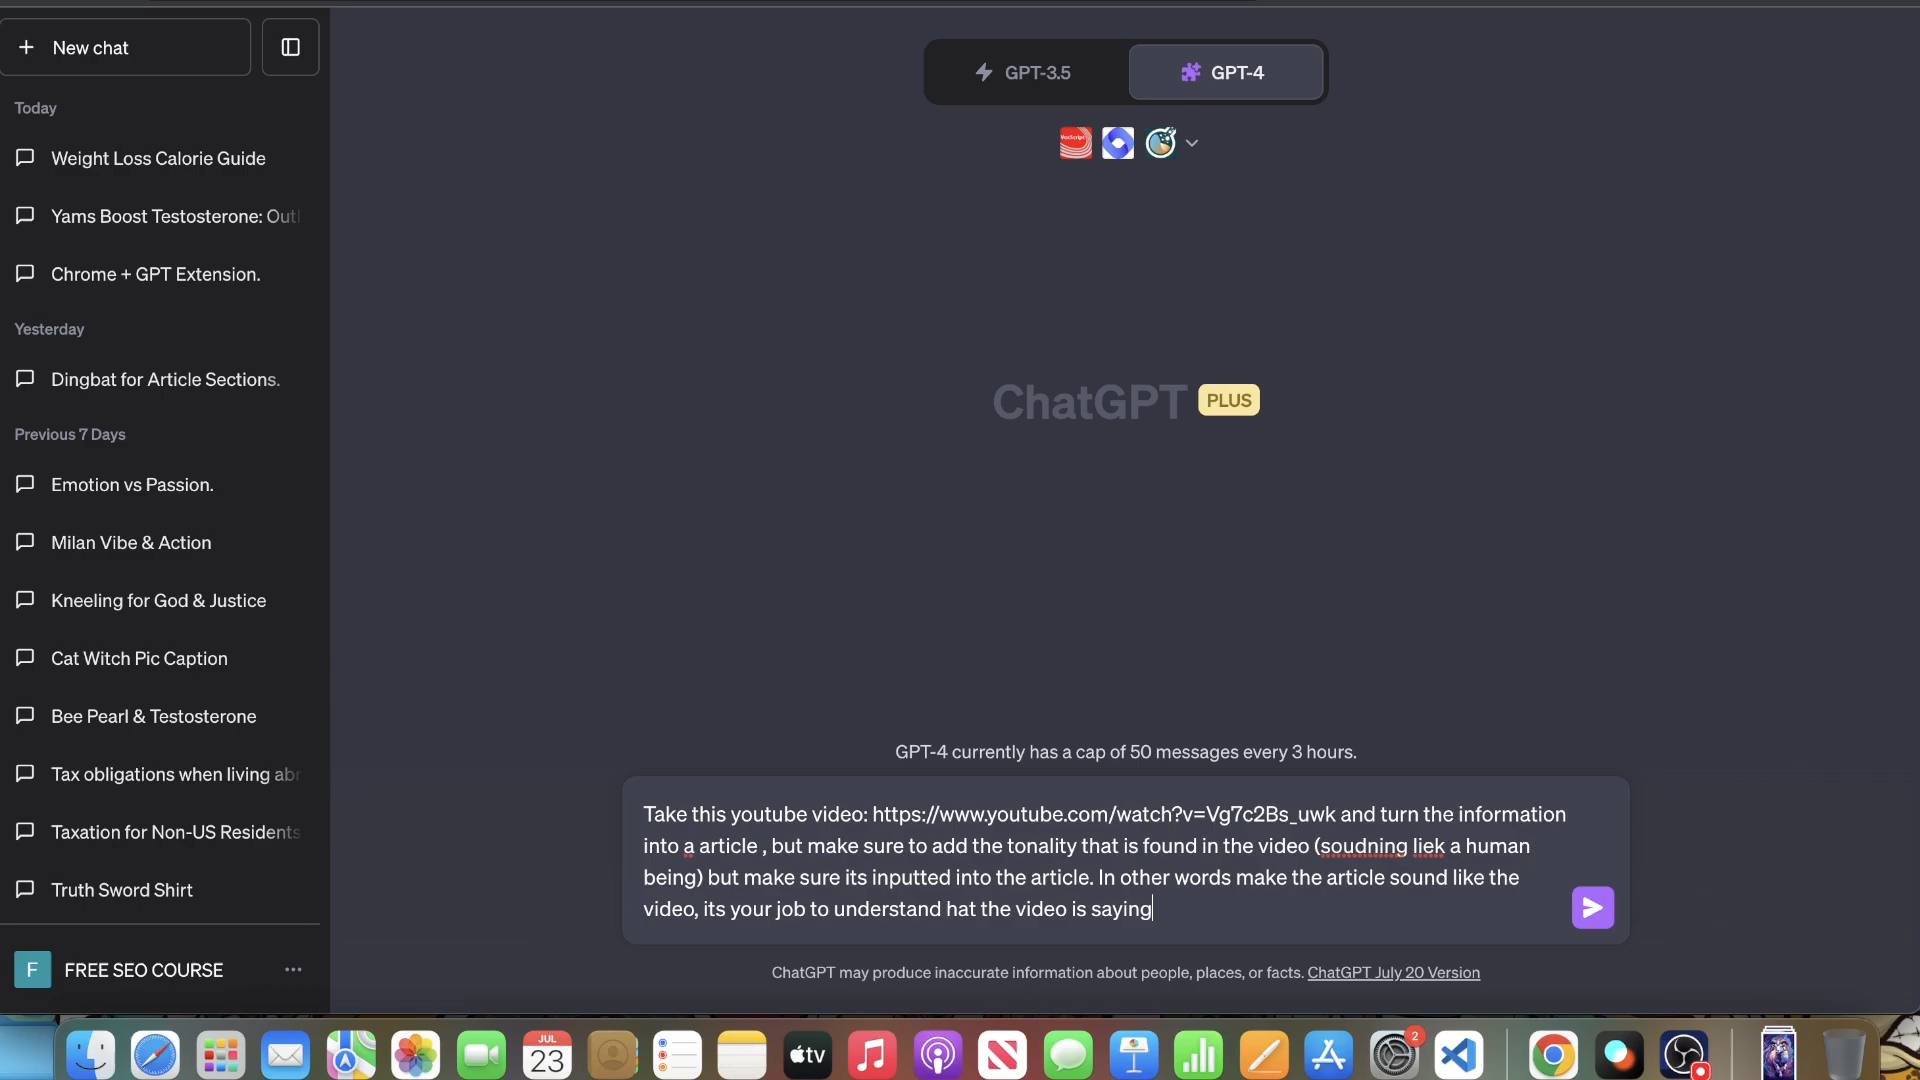 New chat
Today
Weight Loss Calorie Guide
Yams Boost Testosterone: Out
Chrome + GPT Extension.
Yesterday
Dingbat for Article Sections.
Previous 7 Days
Emotion vs Passion.
Milan Vibe & Action
Kneeling for God & Justice
Cat Witch Pic Caption
Bee Pearl & Testosterone
Tax obligations when living abr
Taxation for Non-US Residents
Truth Sword Shirt
F FREE SEO COURSE
GPT-3.5
GPT-4
VoxScript
ChatGPT PLUS
GPT-4 currently has a cap of 50 messages every 3 hours.
Take this youtube video: https://www.youtube.com/watch?v=Vg7c2Bs_uwk and turn the information
into a article , but make sure to add the tonality that is found in the video (soudning liek a human
being) but make sure its inputted into the article. In other words make the article sound like the
video, its your job to understand hat the video is saying
ChatGPT may produce inaccurate information about people, places, or facts. ChatGPT July 20 Version
JUL
23
tv
2